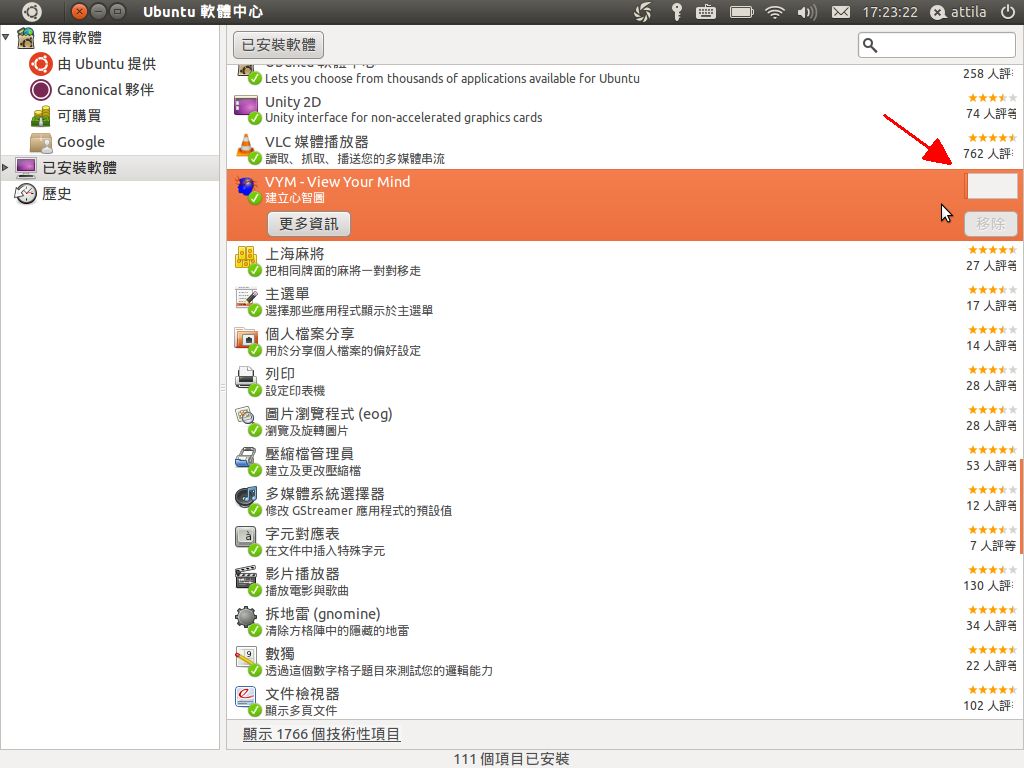 Ubuntu 軟體中心
17:23:22
attila
取得軟體
由 Ubuntu 提供
Canonical 夥伴
可購買
Google
已安裝軟體
歷史
已安裝軟體
Lets you choose from thousands of applications available for Ubuntu
258 人評
Unity 2D
Unity interface for non-accelerated graphics cards
74 人評等
VLC 媒體播放器
讀取、抓取、播送您的多媒體串流
762 人評
VYM - View Your Mind
建立心智圖
更多資訊
移除
上海麻將
把相同牌面的麻將一對對移走
27 人評等
主選單
選擇那些應用程式顯示於主選單
17 人評等
個人檔案分享
用於分享個人檔案的偏好設定
14 人評等
列印
設定印表機
28 人評等
圖片瀏覽程式 (eog)
瀏覽及旋轉圖片
28 人評等
壓縮檔管理員
建立及更改壓縮檔
53 人評等
多媒體系統選擇器
修改 GStreamer 應用程式的預設值
12 人評等
字元對應表
在文件中插入特殊字元
7 人評等
影片播放器
播放電影與歌曲
130 人評
拆地雷 (gnomine)
清除方格陣中的隱藏的地雷
34 人評等
數獨
透過這個數字格子題目來測試您的邏輯能力
22 人評等
文件檢視器
顯示多頁文件
102 人評
顯示 1766 個技術性項目
111 個項目已安裝